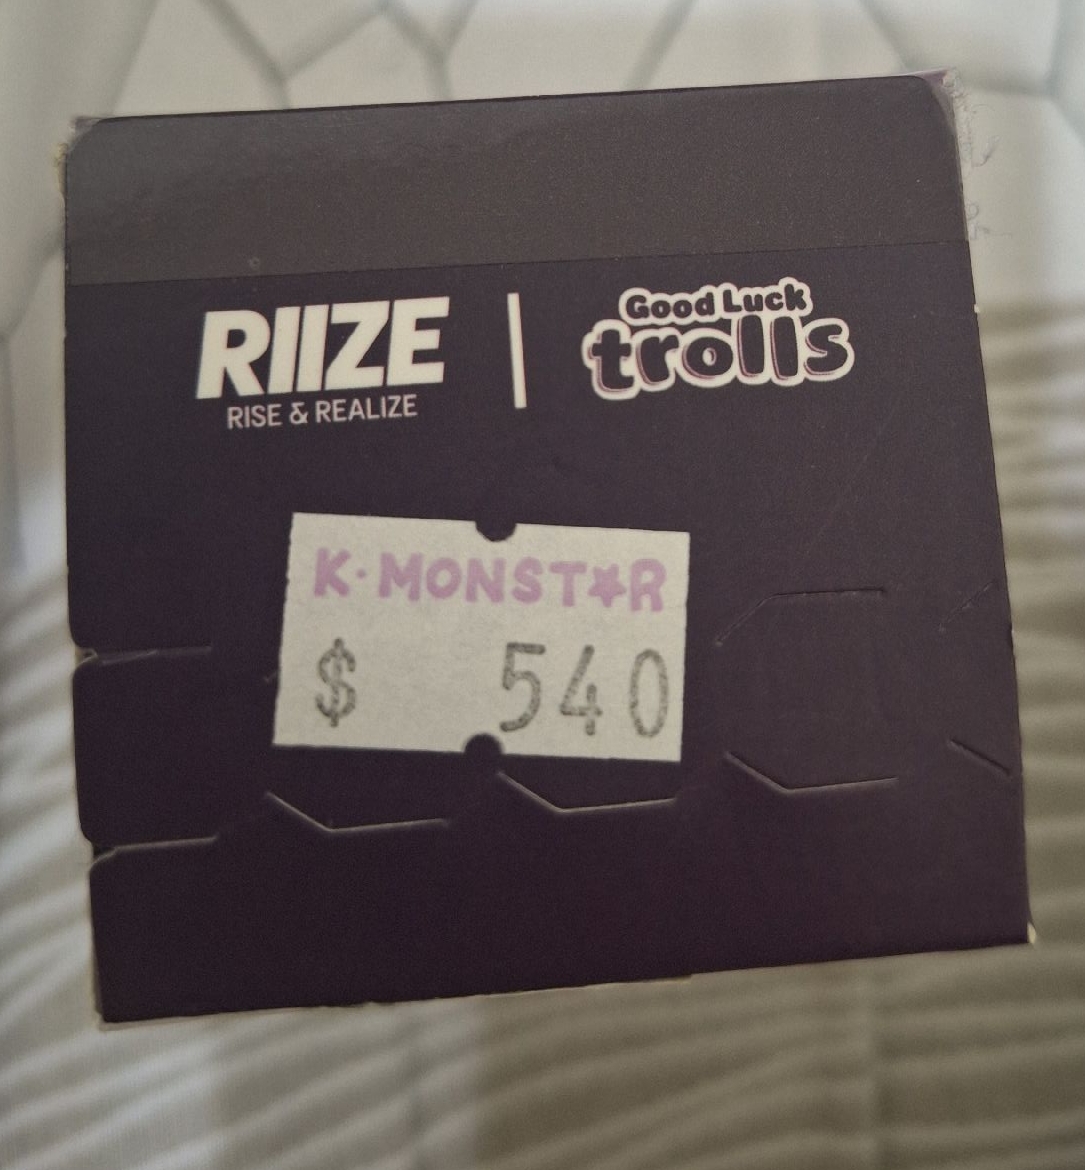 RIIZE
RISE & REALIZE
Good Luck
trolls
K·MONST★R
$ 540